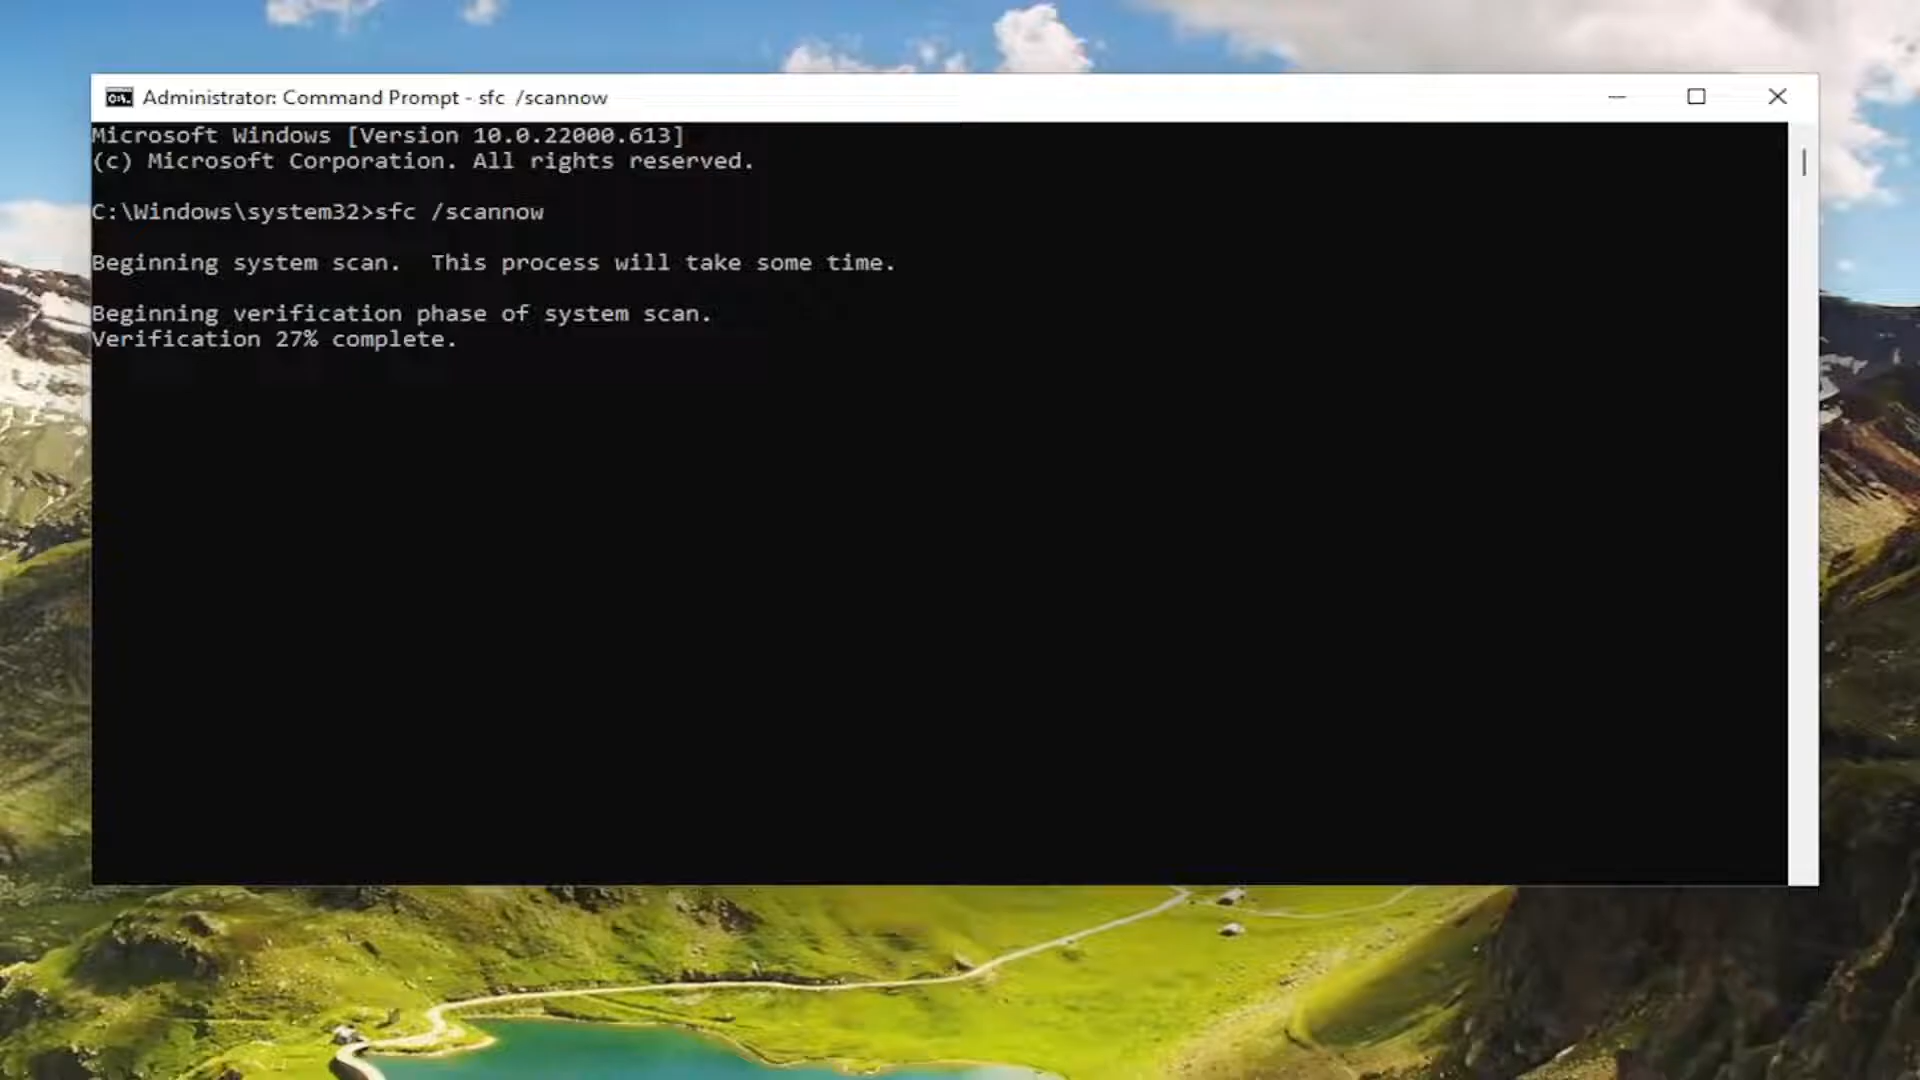 Administrator: Command Prompt - sfc  /scannow
Microsoft Windows [Version 10.0.22000.613]
(c) Microsoft Corporation. All rights reserved.
C:\Windows\system32>sfc /scannow
Beginning system scan.  This process will take some time.
Beginning verification phase of system scan.
Verification 27% complete.